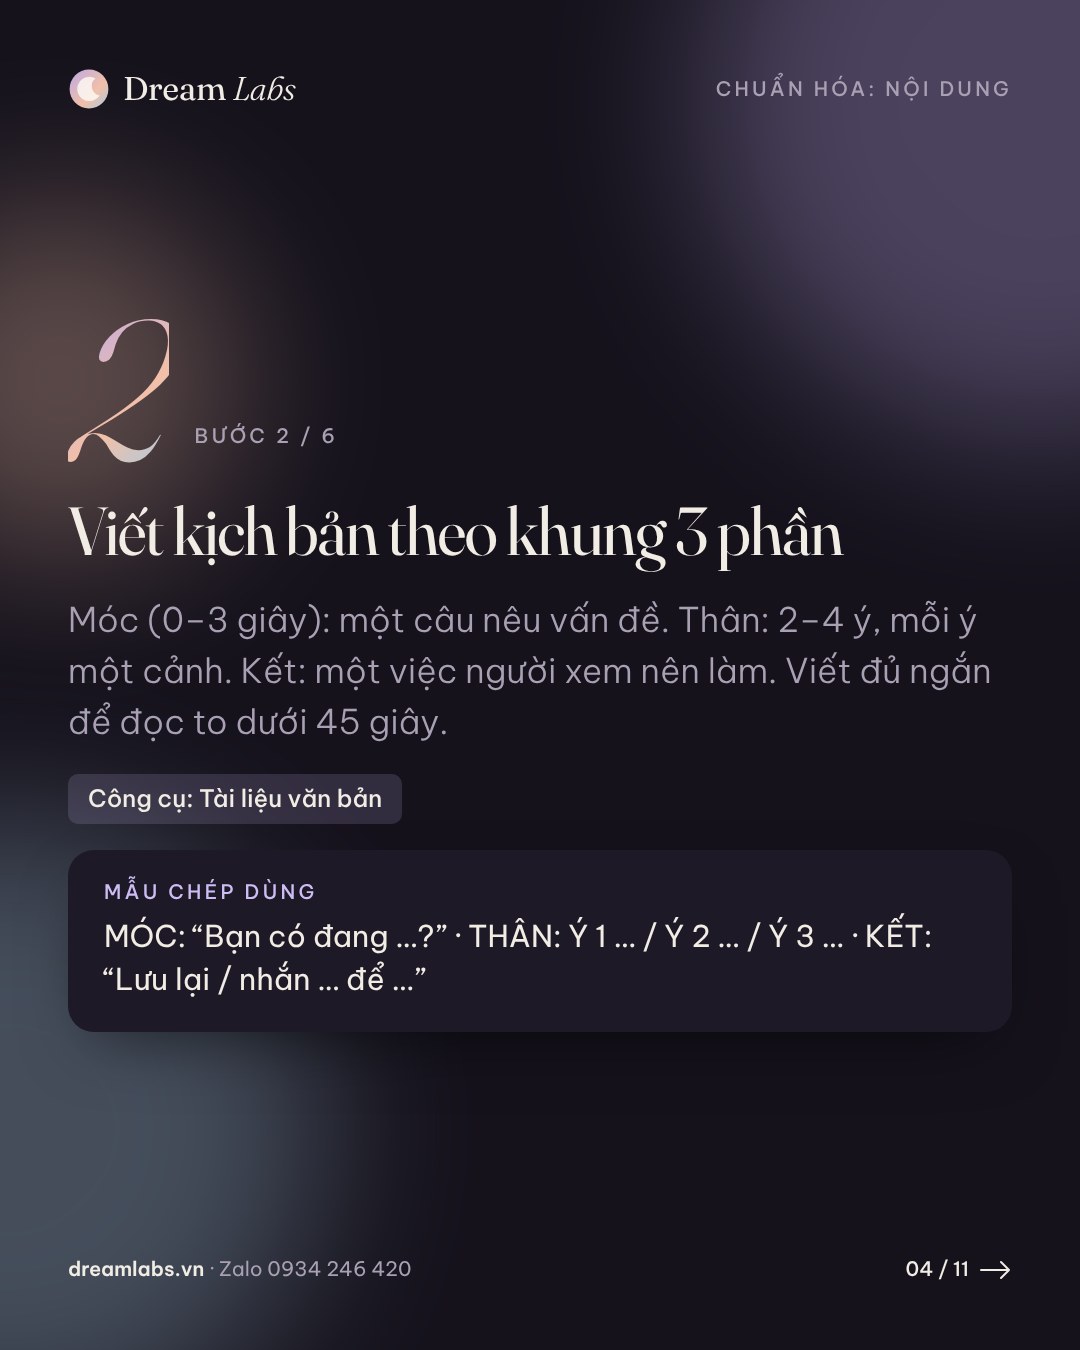 Dream Labs
CHUẨN HÓA: NỘI DUNG
2
BƯỚC 2 / 6
Viết kịch bản theo khung 3 phần
Móc (0–3 giây): một câu nêu vấn đề. Thân: 2–4 ý, mỗi ý
một cảnh. Kết: một việc người xem nên làm. Viết đủ ngắn
để đọc to dưới 45 giây.
Công cụ: Tài liệu văn bản
MẪU CHÉP DÙNG
MÓC: “Bạn có đang ...?” · THÂN: Ý 1 ... / Ý 2 ... / Ý 3 ... · KẾT:
“Lưu lại / nhắn ... để ...”
dreamlabs.vn · Zalo 0934 246 420
04 / 11 →